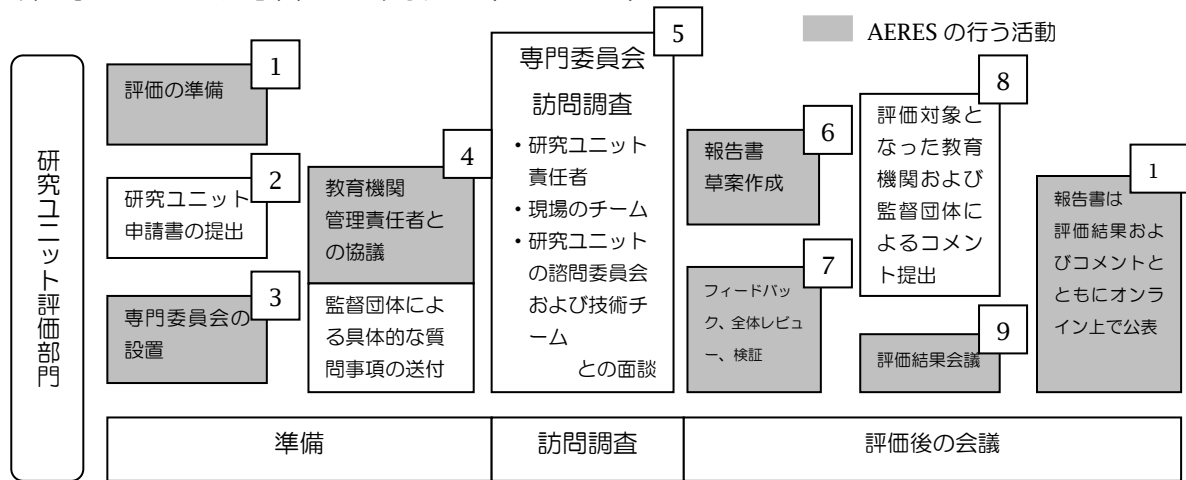 AERES の行う活動
研究ユニット評価部門
1
評価の準備
2
研究ユニット
申請書の提出
3
専門委員会の
設置
4
教育機関
管理責任者と
の協議
監督団体によ
る具体的な質
問事項の送付
5
専門委員会
訪問調査
・研究ユニット
責任者
・現場のチーム
・研究ユニット
の諮問委員会
および技術チ
ーム
との面談
6
報告書
草案作成
7
フィードバッ
ク、全体レビュ
ー、検証
8
評価対象と
なった教育
機関および
監督団体に
よるコメン
ト提出
9
評価結果会議
1
報告書は
評価結果およ
びコメントと
ともにオンラ
イン上で公表
準備
訪問調査
評価後の会議